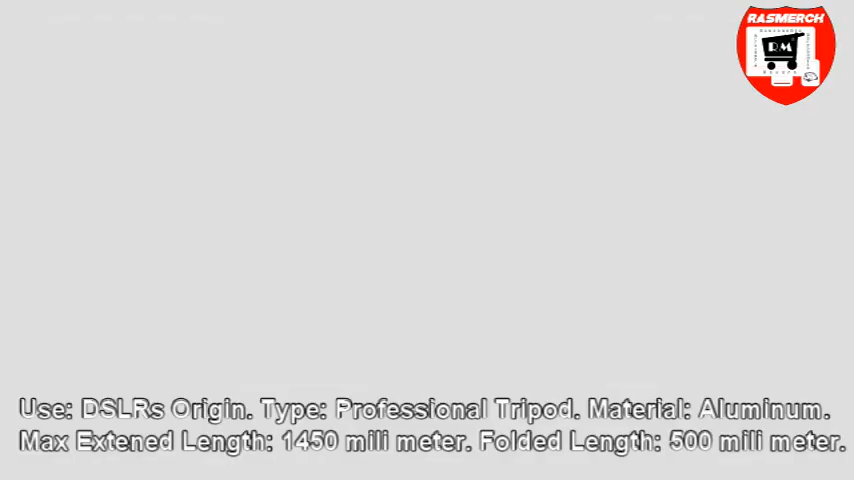 RASMERCH
RM
Use: DSLRs Origin. Type: Professional Tripod. Material: Aluminum.
Max Extened Length: 1450 mili meter. Folded Length: 500 mili meter.